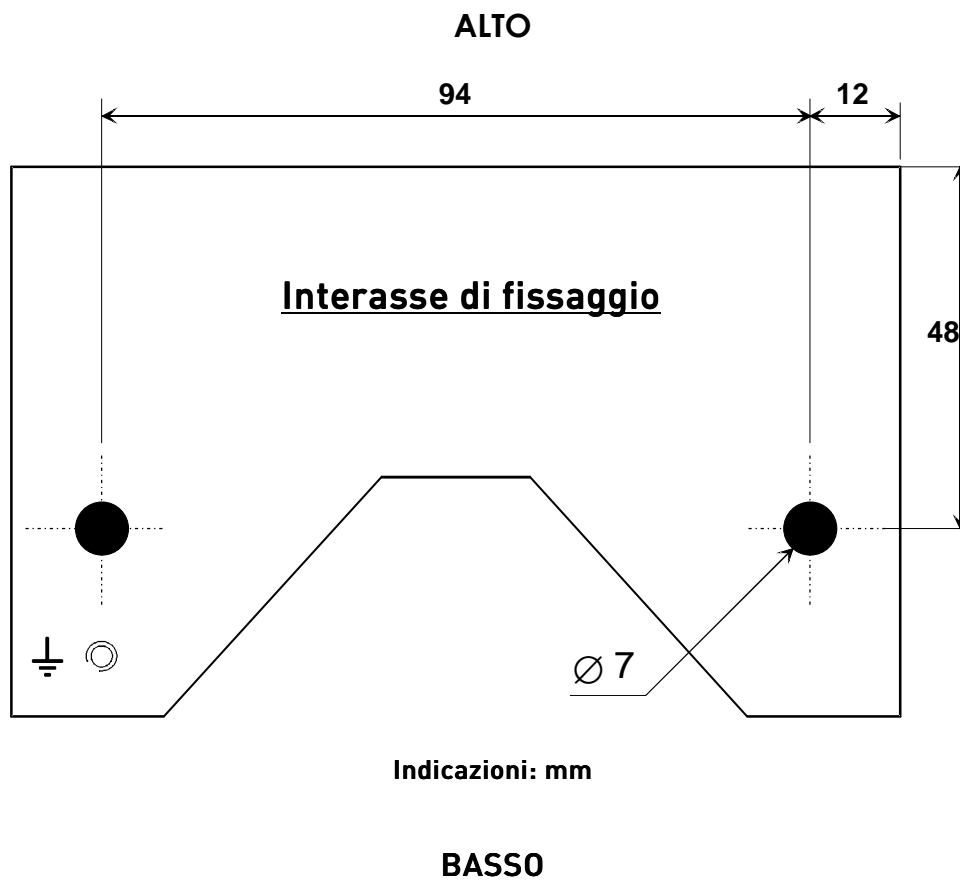 ALTO
94
12
Interasse di fissaggio
48
∅ 7
Indicazioni: mm
BASSO